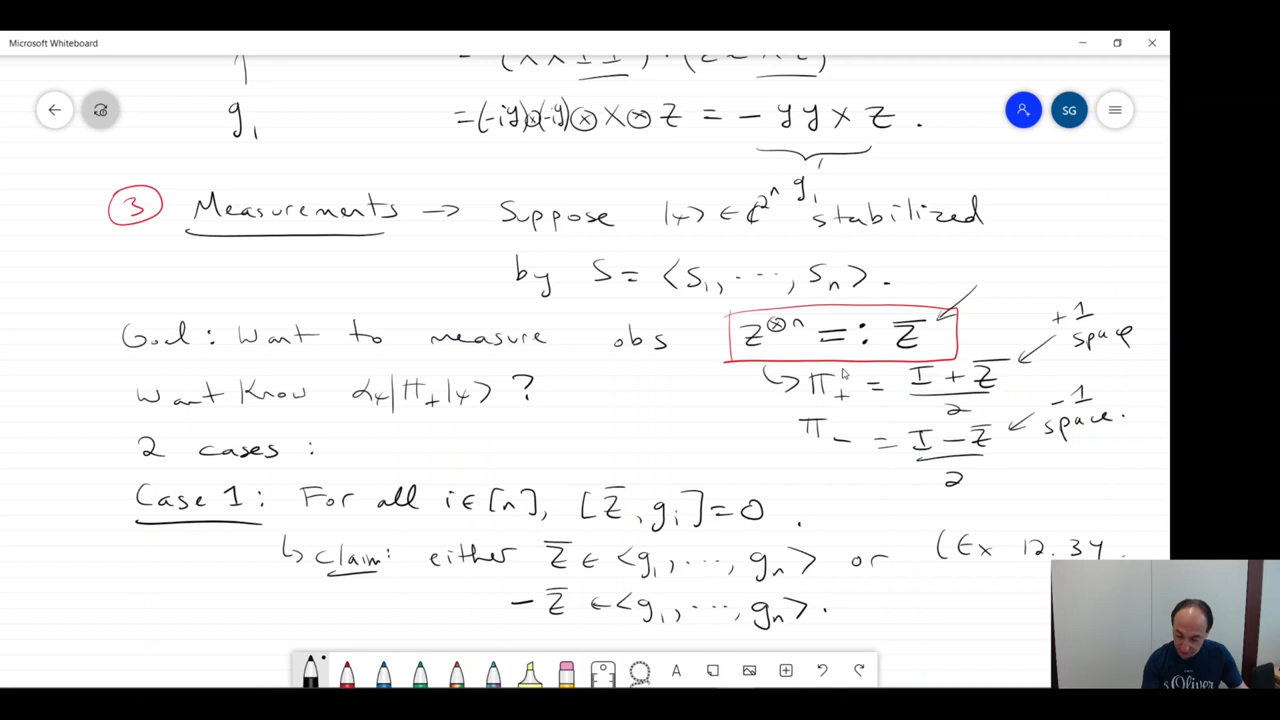 Microsoft Whiteboard
SG
g₁ = (-iy)⊗(-iy)⊗X⊗Z = - y y X Z .
g₁
③ Measurements → Suppose |ψ> ∈ ℂ^{2^n} stabilized
by S = <S₁, ..., Sₙ>.
Goal: Want to measure obs Z^{⊗n} =: Z̄
Want Know <ψ|Π₊|ψ> ?
↳ Π₊ = (I + Z̄)/2 ← +1 space
Π₋ = (I - Z̄)/2 ← -1 space.
2 cases :
Case 1: For all i ∈ [n], [Z̄, gᵢ] = 0 .
↳ claim: either Z̄ ∈ <g₁, ..., gₙ> or (Ex 12.34
- Z̄ ∈ <g₁, ..., gₙ>.
A
s Oliver